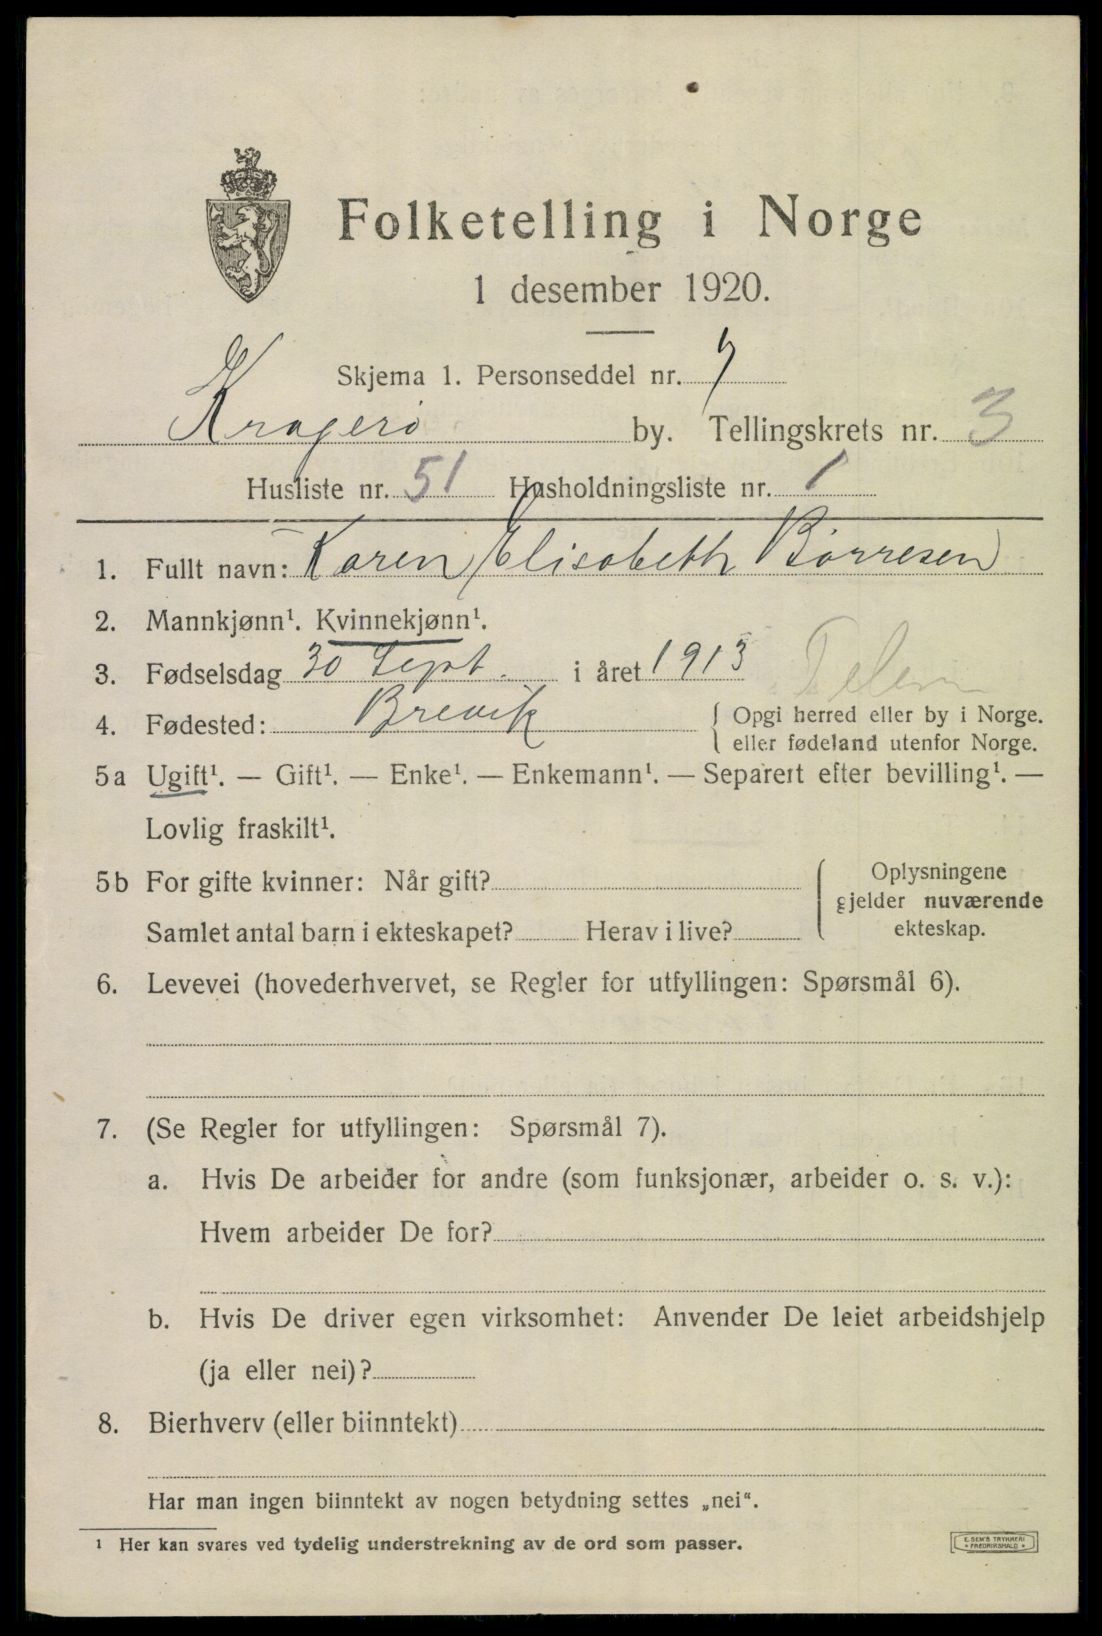 Folketelling i Norge
1 desember 1920.
Skjema 1. Personseddel nr. 7
Kragerö by. Tellingskrets nr. 3
Husliste nr. 51 Husholdningsliste nr. 1
1. Fullt navn: Karen Elisabeth Börresen
2. Mannkjønn¹. Kvinnekjønn¹.
3. Fødselsdag 30 Sept. i året 1913
4. Fødested: Brevik { Opgi herred eller by i Norge.
eller fødeland utenfor Norge.
5a Ugift¹. — Gift¹. — Enke¹. — Enkemann¹. — Separert efter bevilling¹. —
Lovlig fraskilt¹.
5b For gifte kvinner: Når gift? { Oplysningene
gjelder nuværende
Samlet antal barn i ekteskapet? Herav i live?
ekteskap.
6. Levevei (hovederhvervet, se Regler for utfyllingen: Spørsmål 6).
7. (Se Regler for utfyllingen: Spørsmål 7).
a. Hvis De arbeider for andre (som funksjonær, arbeider o. s. v.):
Hvem arbeider De for?
b. Hvis De driver egen virksomhet: Anvender De leiet arbeidshjelp
(ja eller nei)?
8. Bierhverv (eller biinntekt)
Har man ingen biinntekt av nogen betydning settes „nei“.
¹ Her kan svares ved tydelig understrekning av de ord som passer.
E. SEM'S TRYKKERI
• FREDRIKSHALD •